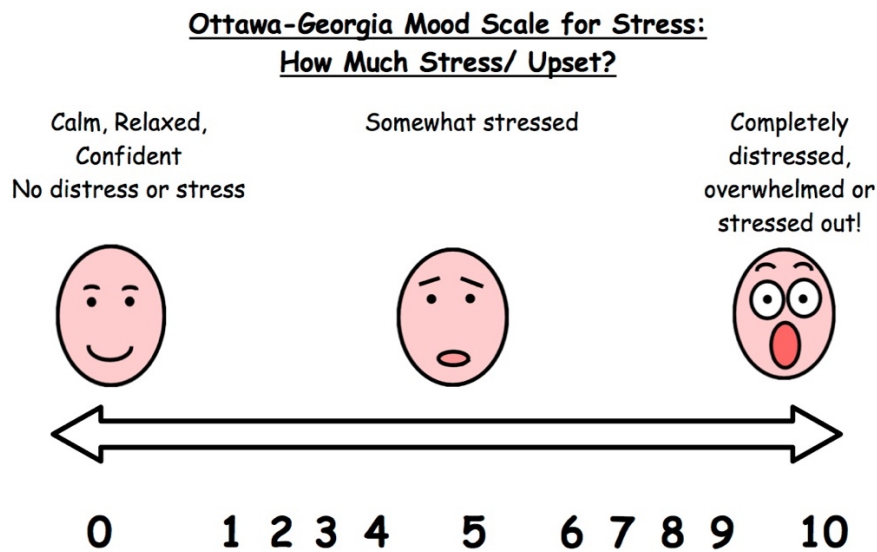 Ottawa-Georgia Mood Scale for Stress:
How Much Stress/ Upset?
Calm, Relaxed,
Confident
No distress or stress
Somewhat stressed
Completely
distressed,
overwhelmed or
stressed out!
0 1 2 3 4 5 6 7 8 9 10